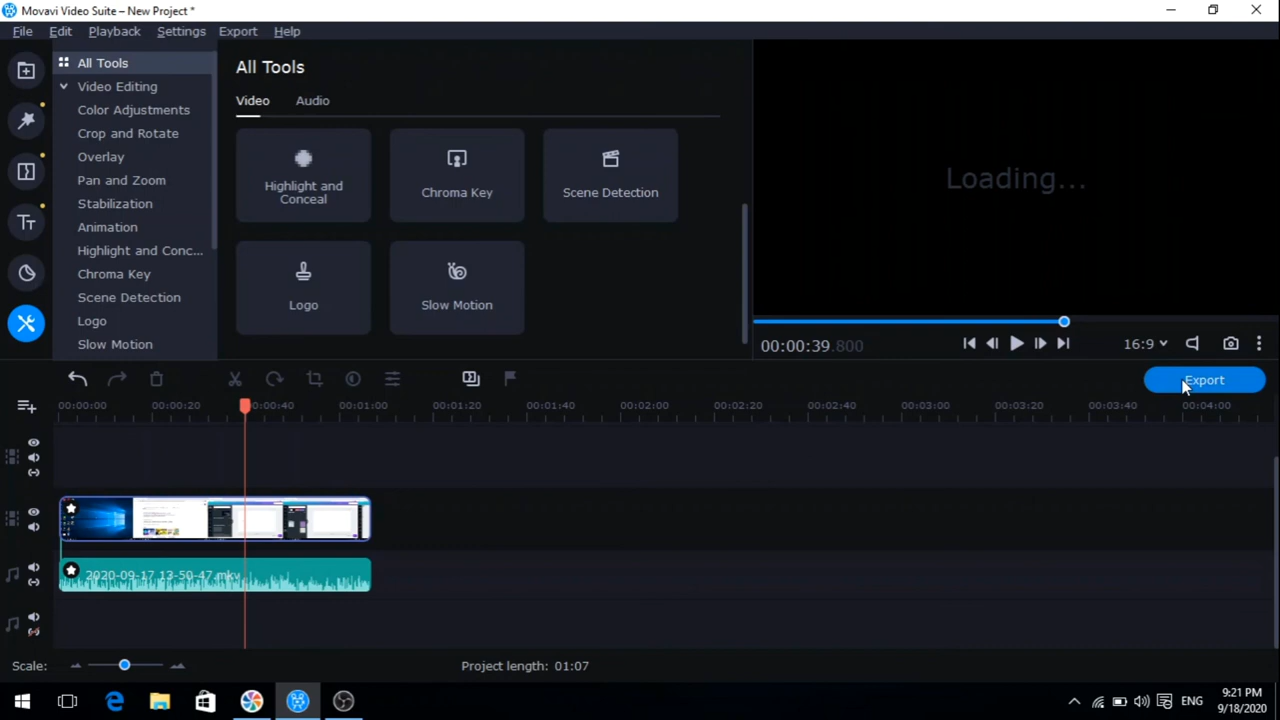 Movavi Video Suite – New Project *
File Edit Playback Settings Export Help
All Tools
Video Editing
Color Adjustments
Crop and Rotate
Overlay
Pan and Zoom
Stabilization
Animation
Highlight and Conc...
Chroma Key
Scene Detection
Logo
Slow Motion
All Tools
Video Audio
Highlight and
Conceal
Chroma Key
Scene Detection
Logo
Slow Motion
Loading...
00:00:39.800
16:9
Export
00:00:00 00:00:20 00:00:40 00:01:00 00:01:20 00:01:40 00:02:00 00:02:20 00:02:40 00:03:00 00:03:20 00:03:40 00:04:00
2020-09-17 13-50-47.mkv
Scale:
Project length: 01:07
ENG
9:21 PM
9/18/2020